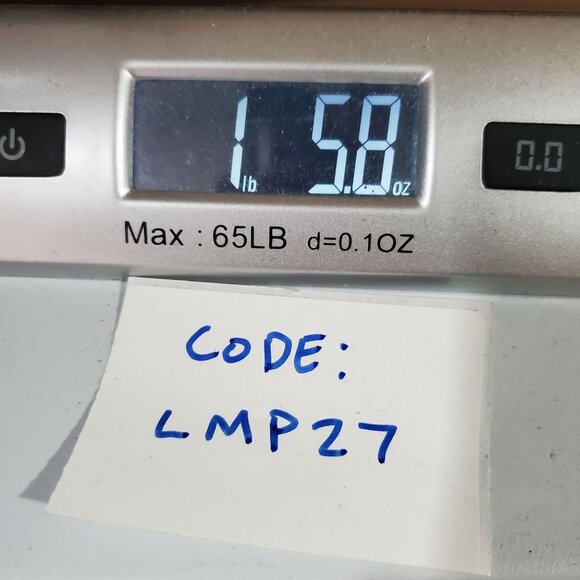 1 lb 5.8 oz
0.0
Max : 65LB d=0.1OZ
CODE:
LMP27